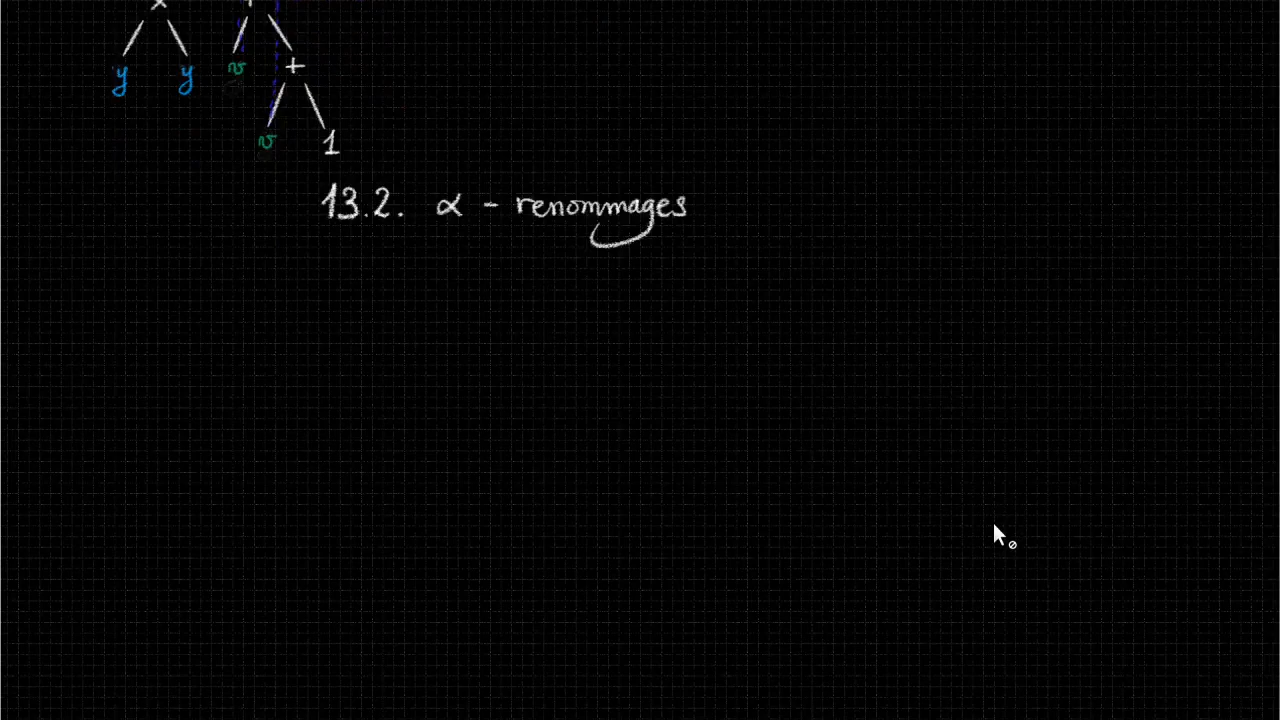 ×  +
y  y  v  +
v  1
13.2. α - renommages